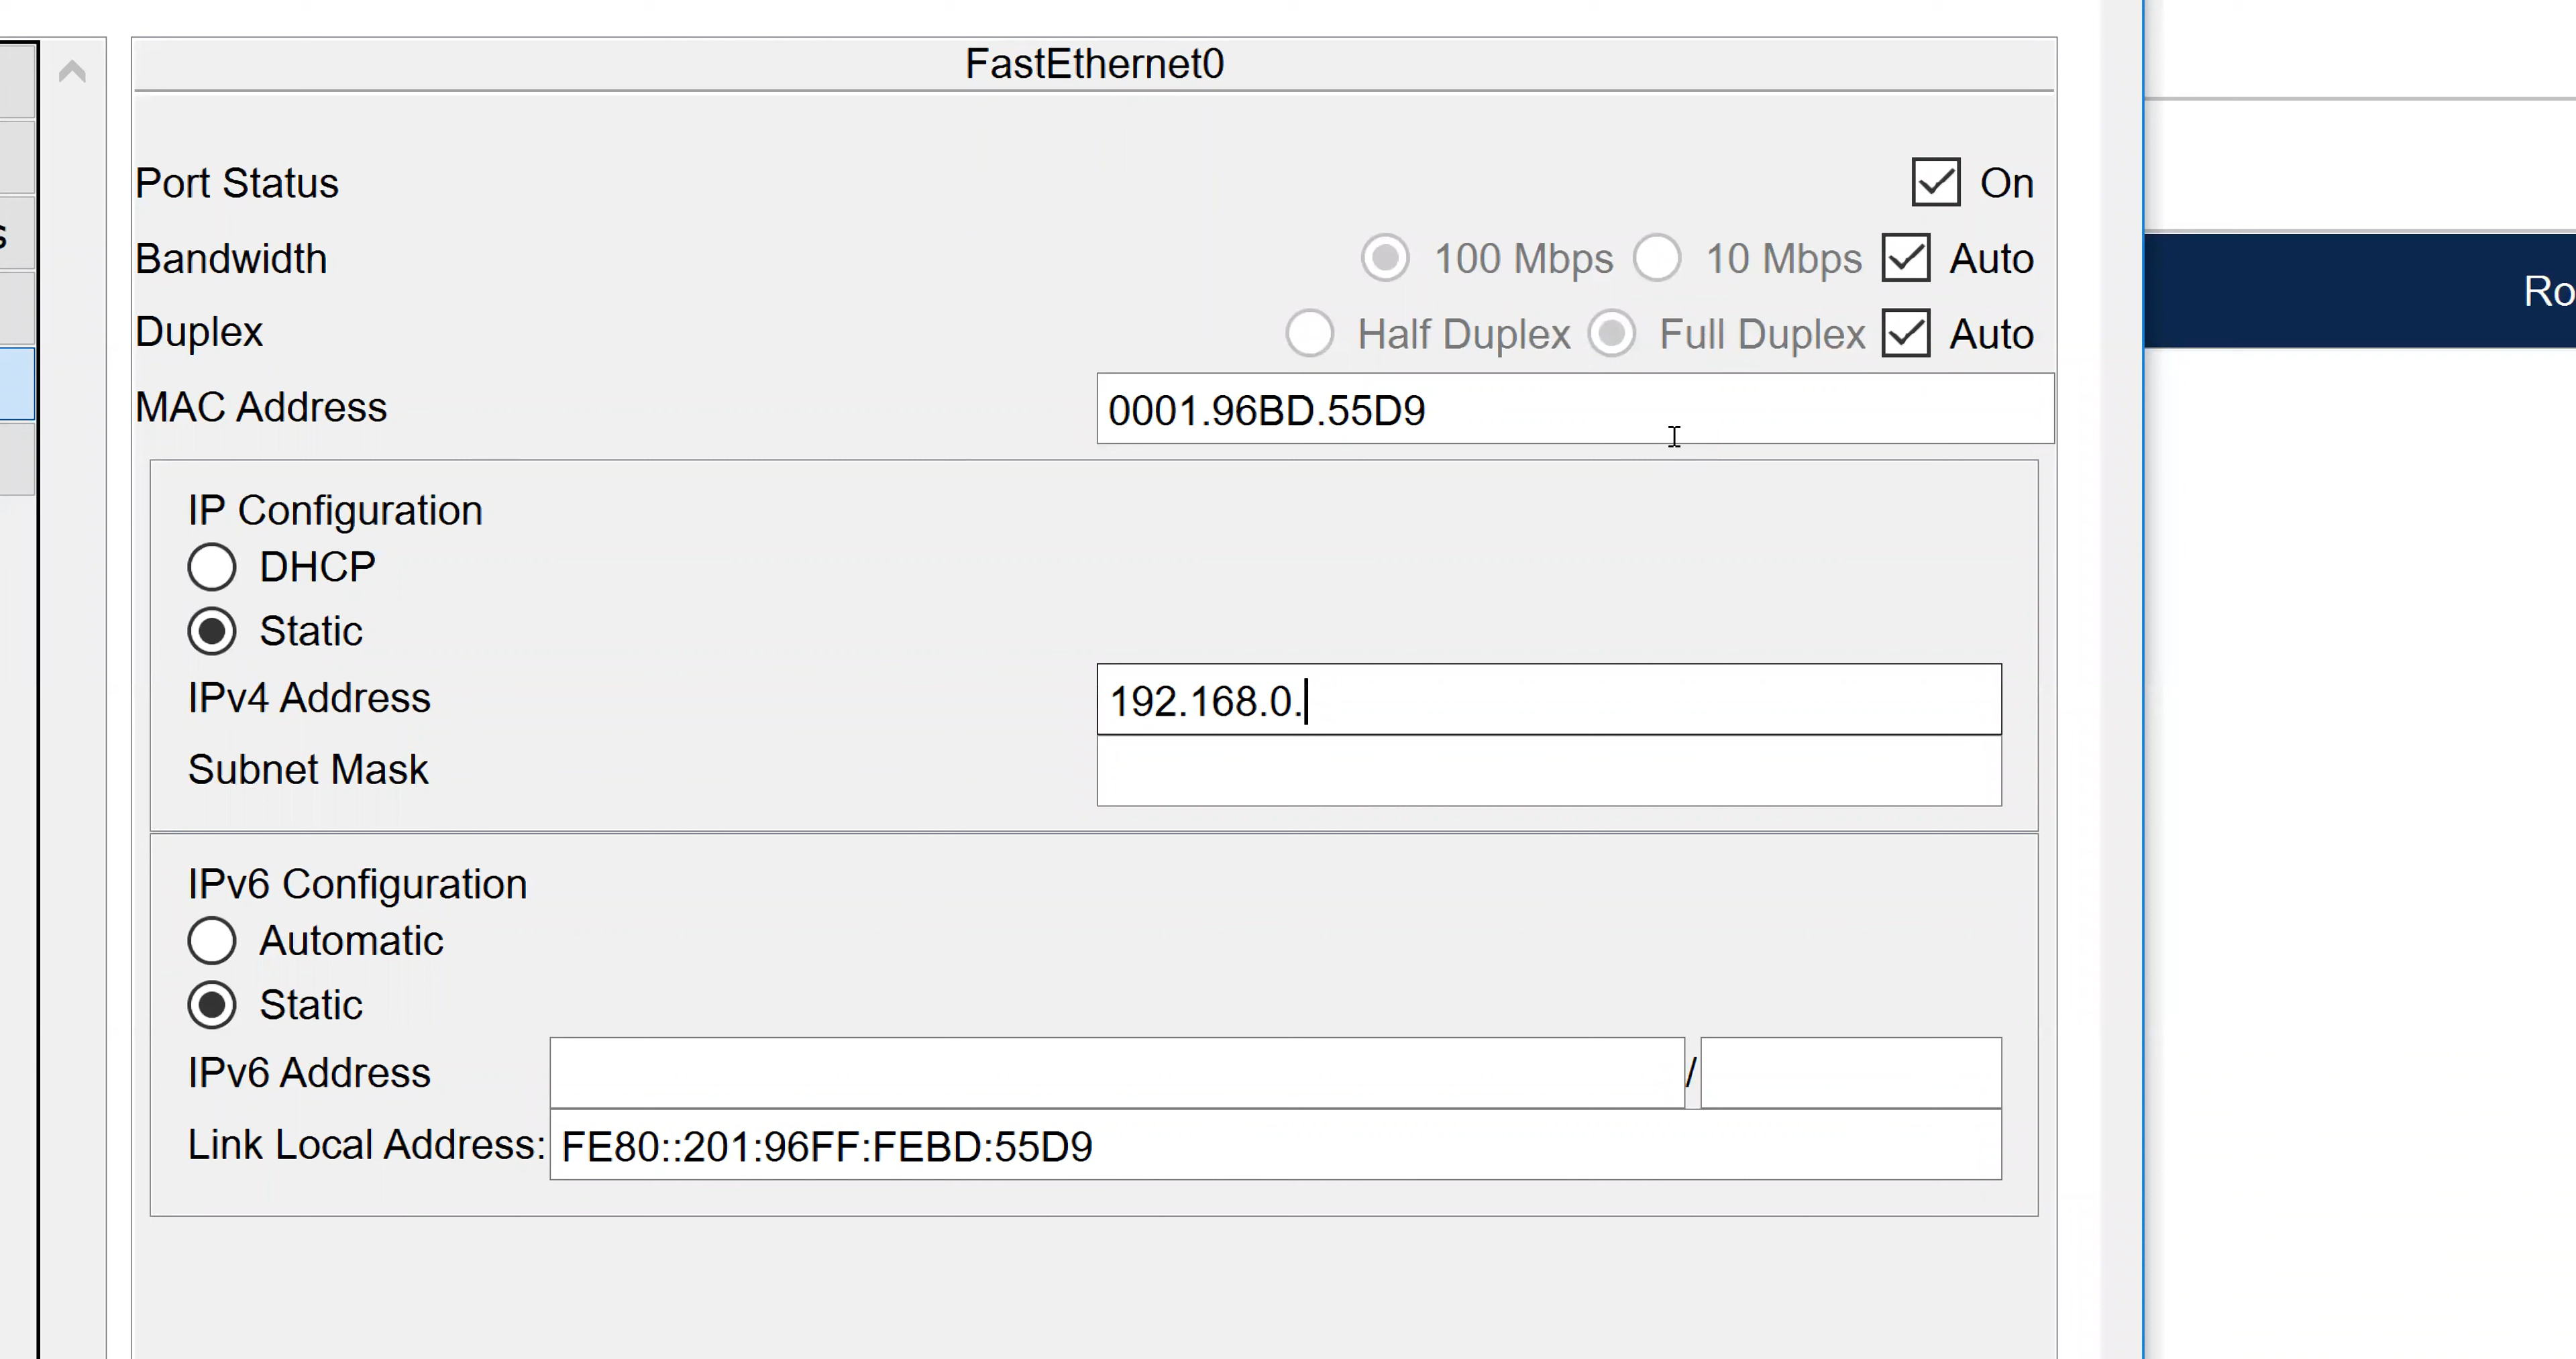 FastEthernet0
Port Status On
Bandwidth 100 Mbps 10 Mbps Auto
Duplex Half Duplex Full Duplex Auto
MAC Address 0001.96BD.55D9
IP Configuration
DHCP
Static
IPv4 Address 192.168.0.
Subnet Mask
IPv6 Configuration
Automatic
Static
IPv6 Address /
Link Local Address: FE80::201:96FF:FEBD:55D9